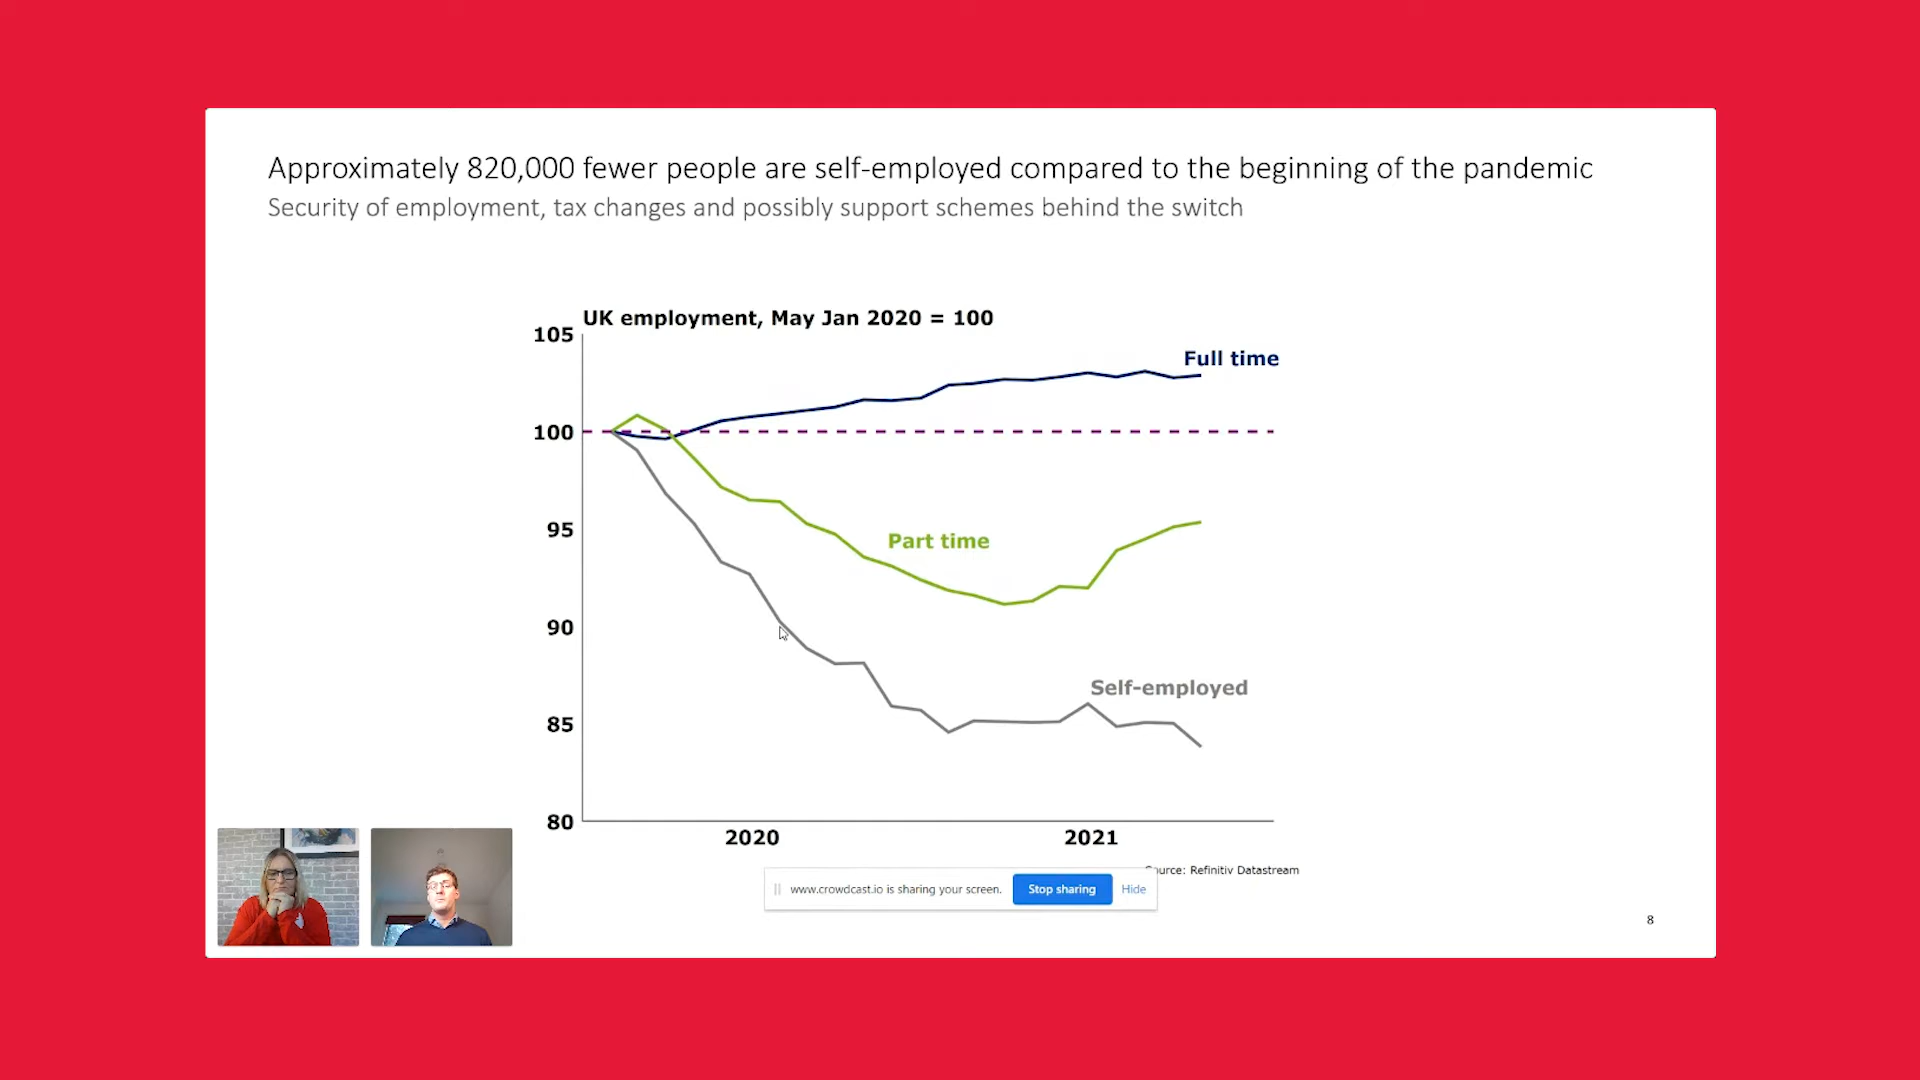 Approximately 820,000 fewer people are self-employed compared to the beginning of the pandemic
Security of employment, tax changes and possibly support schemes behind the switch
UK employment, May Jan 2020 = 100
105
Full time
100
95
Part time
90
Self-employed
85
80
2020
2021
Source: Refinitiv Datastream
www.crowdcast.io is sharing your screen.
Stop sharing
Hide
8